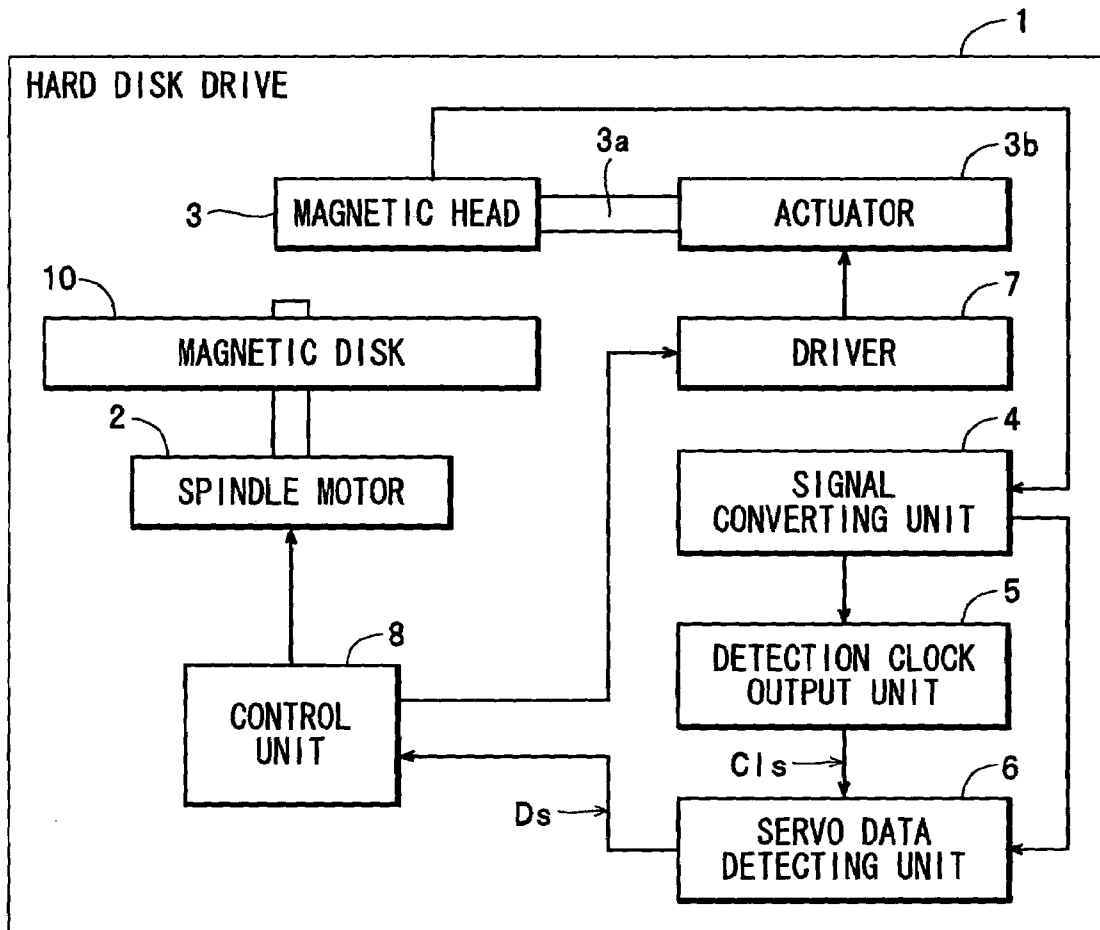 1
HARD DISK DRIVE
3a
3b
3
MAGNETIC HEAD
ACTUATOR
10
7
MAGNETIC DISK
DRIVER
2
4
SPINDLE MOTOR
SIGNAL
CONVERTING UNIT
5
8
DETECTION CLOCK
OUTPUT UNIT
CONTROL
UNIT
Cls
6
Ds
SERVO DATA
DETECTING UNIT